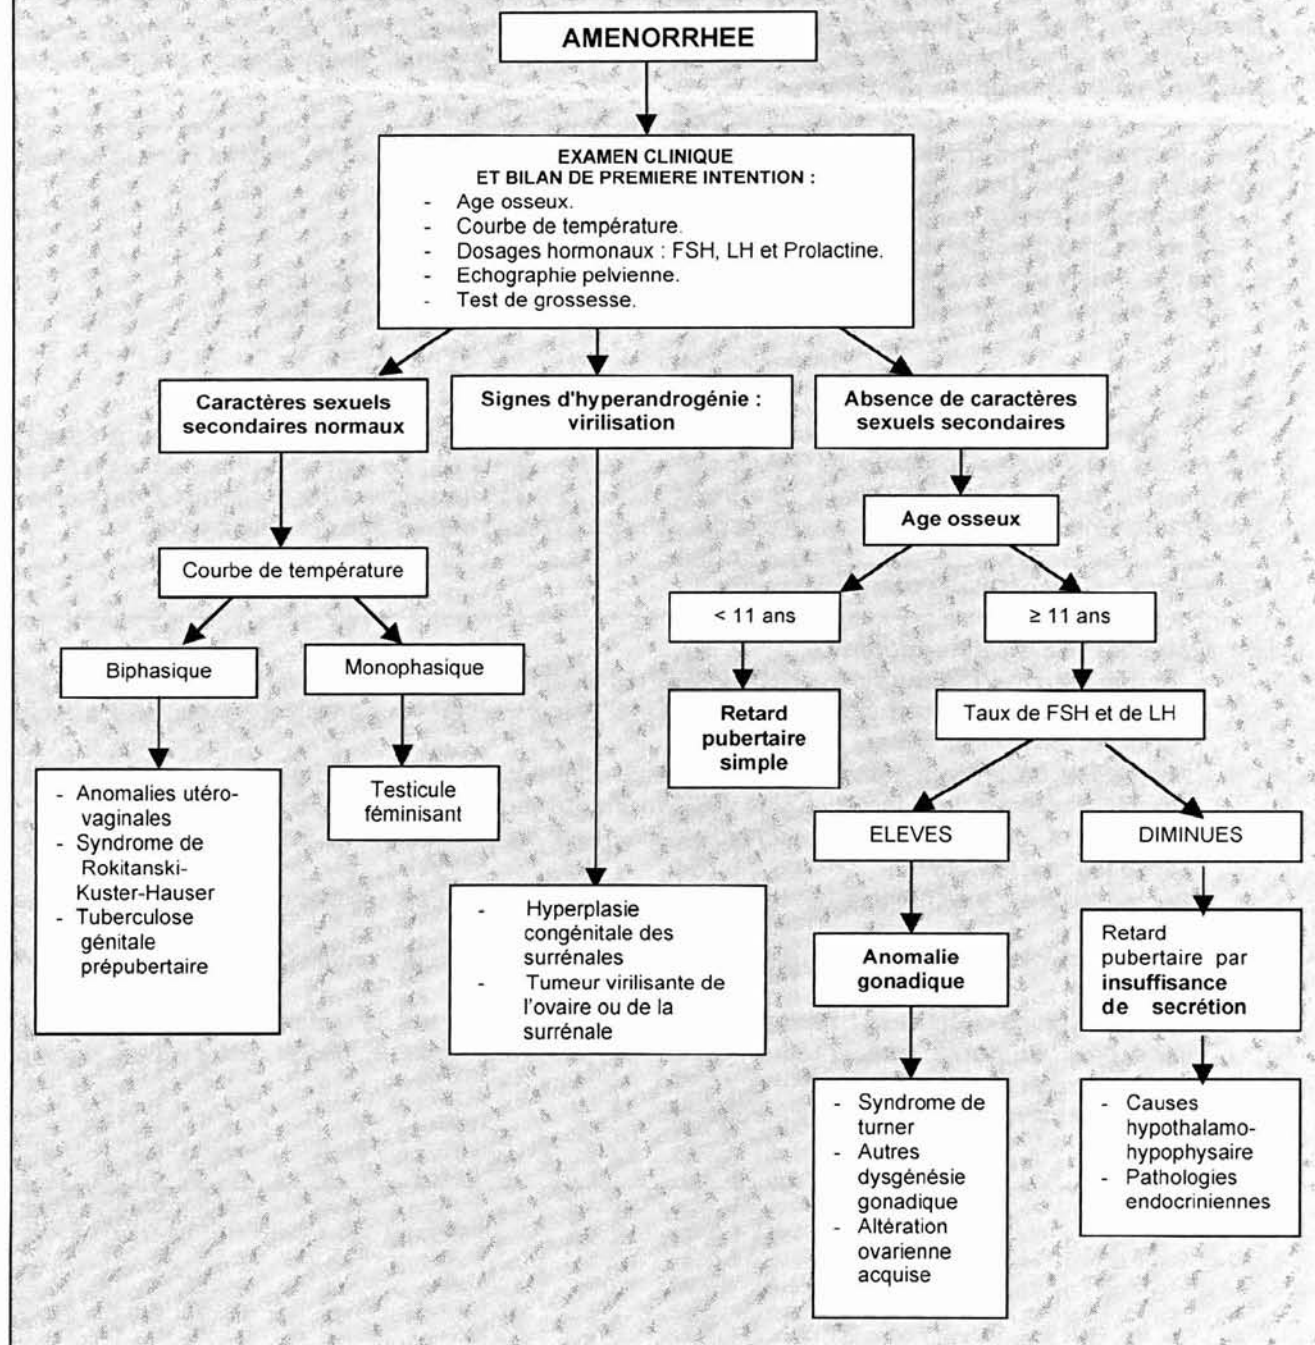 AMENORRHEE
EXAMEN CLINIQUE
ET BILAN DE PREMIERE INTENTION :
- Age osseux.
- Courbe de température.
- Dosages hormonaux : FSH, LH et Prolactine.
- Echographie pelvienne.
- Test de grossesse.
Caractères sexuels
secondaires normaux
Signes d'hyperandrogénie :
virilisation
Absence de caractères
sexuels secondaires
Age osseux
Courbe de température
< 11 ans
≥ 11 ans
Biphasique
Monophasique
Retard
pubertaire
simple
Taux de FSH et de LH
- Anomalies utéro-
vaginales
- Syndrome de
Rokitanski-
Kuster-Hauser
- Tuberculose
génitale
prépubertaire
Testicule
féminisant
ELEVES
DIMINUES
- Hyperplasie
congénitale des
surrénales
- Tumeur virilisante de
l'ovaire ou de la
surrénale
Anomalie
gonadique
Retard
pubertaire par
insuffisance
de secrétion
- Syndrome de
turner
- Autres
dysgénésie
gonadique
- Altération
ovarienne
acquise
- Causes
hypothalamo-
hypophysaire
- Pathologies
endocriniennes